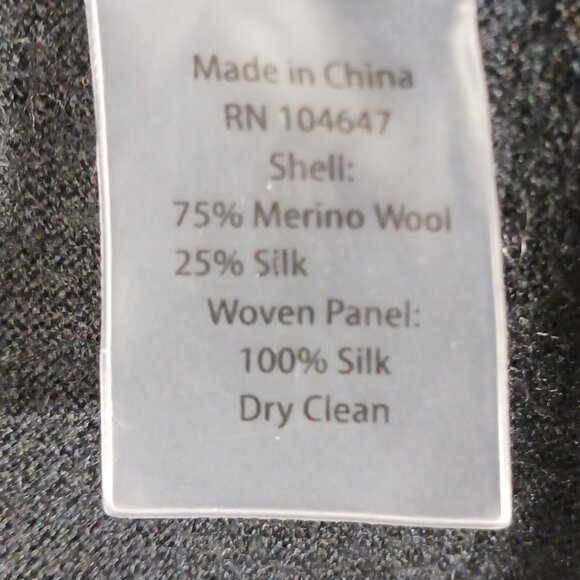 Made in China
RN 104647
Shell:
75% Merino Wool
25% Silk
Woven Panel:
100% Silk
Dry Clean